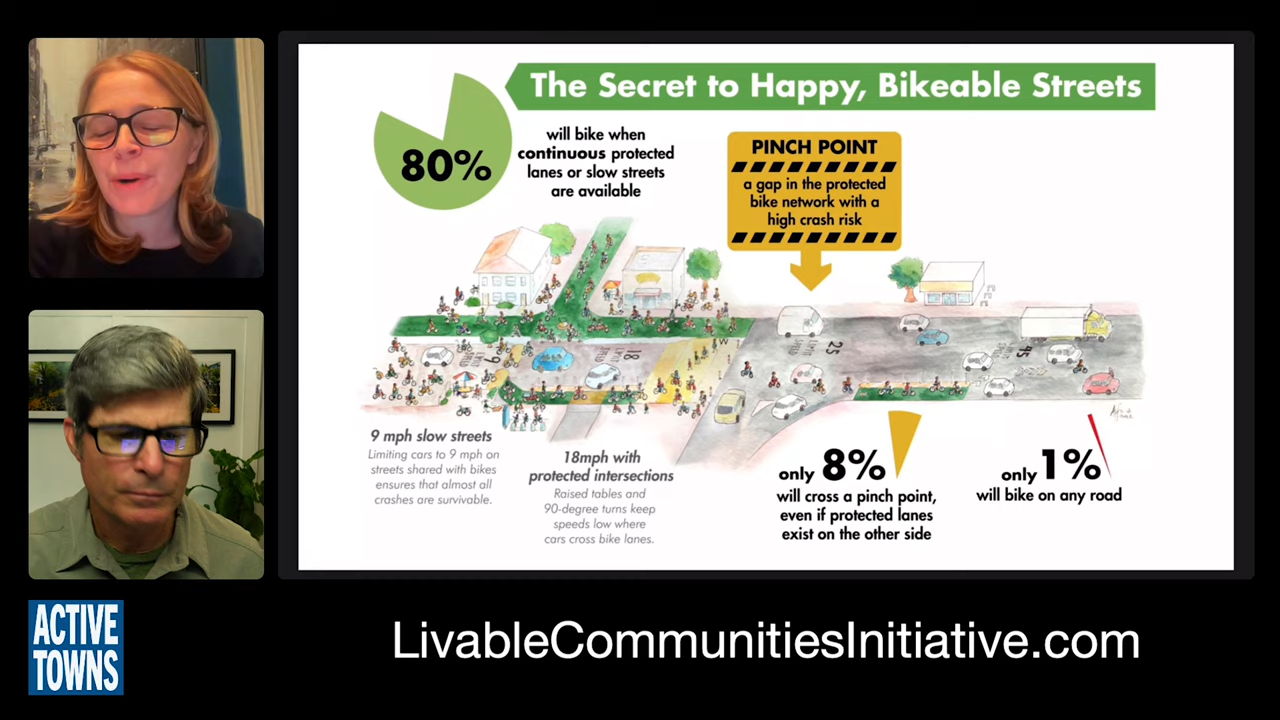 The Secret to Happy, Bikeable Streets
80%
will bike when
continuous protected
lanes or slow streets
are available
PINCH POINT
a gap in the protected
bike network with a
high crash risk
9
18
25
45
9 mph slow streets
Limiting cars to 9 mph on
streets shared with bikes
ensures that almost all
crashes are survivable.
18mph with
protected intersections
Raised tables and
90-degree turns keep
speeds low where
cars cross bike lanes.
only 8%
will cross a pinch point,
even if protected lanes
exist on the other side
only 1%
will bike on any road
ACTIVE
TOWNS
LivableCommunitiesInitiative.com